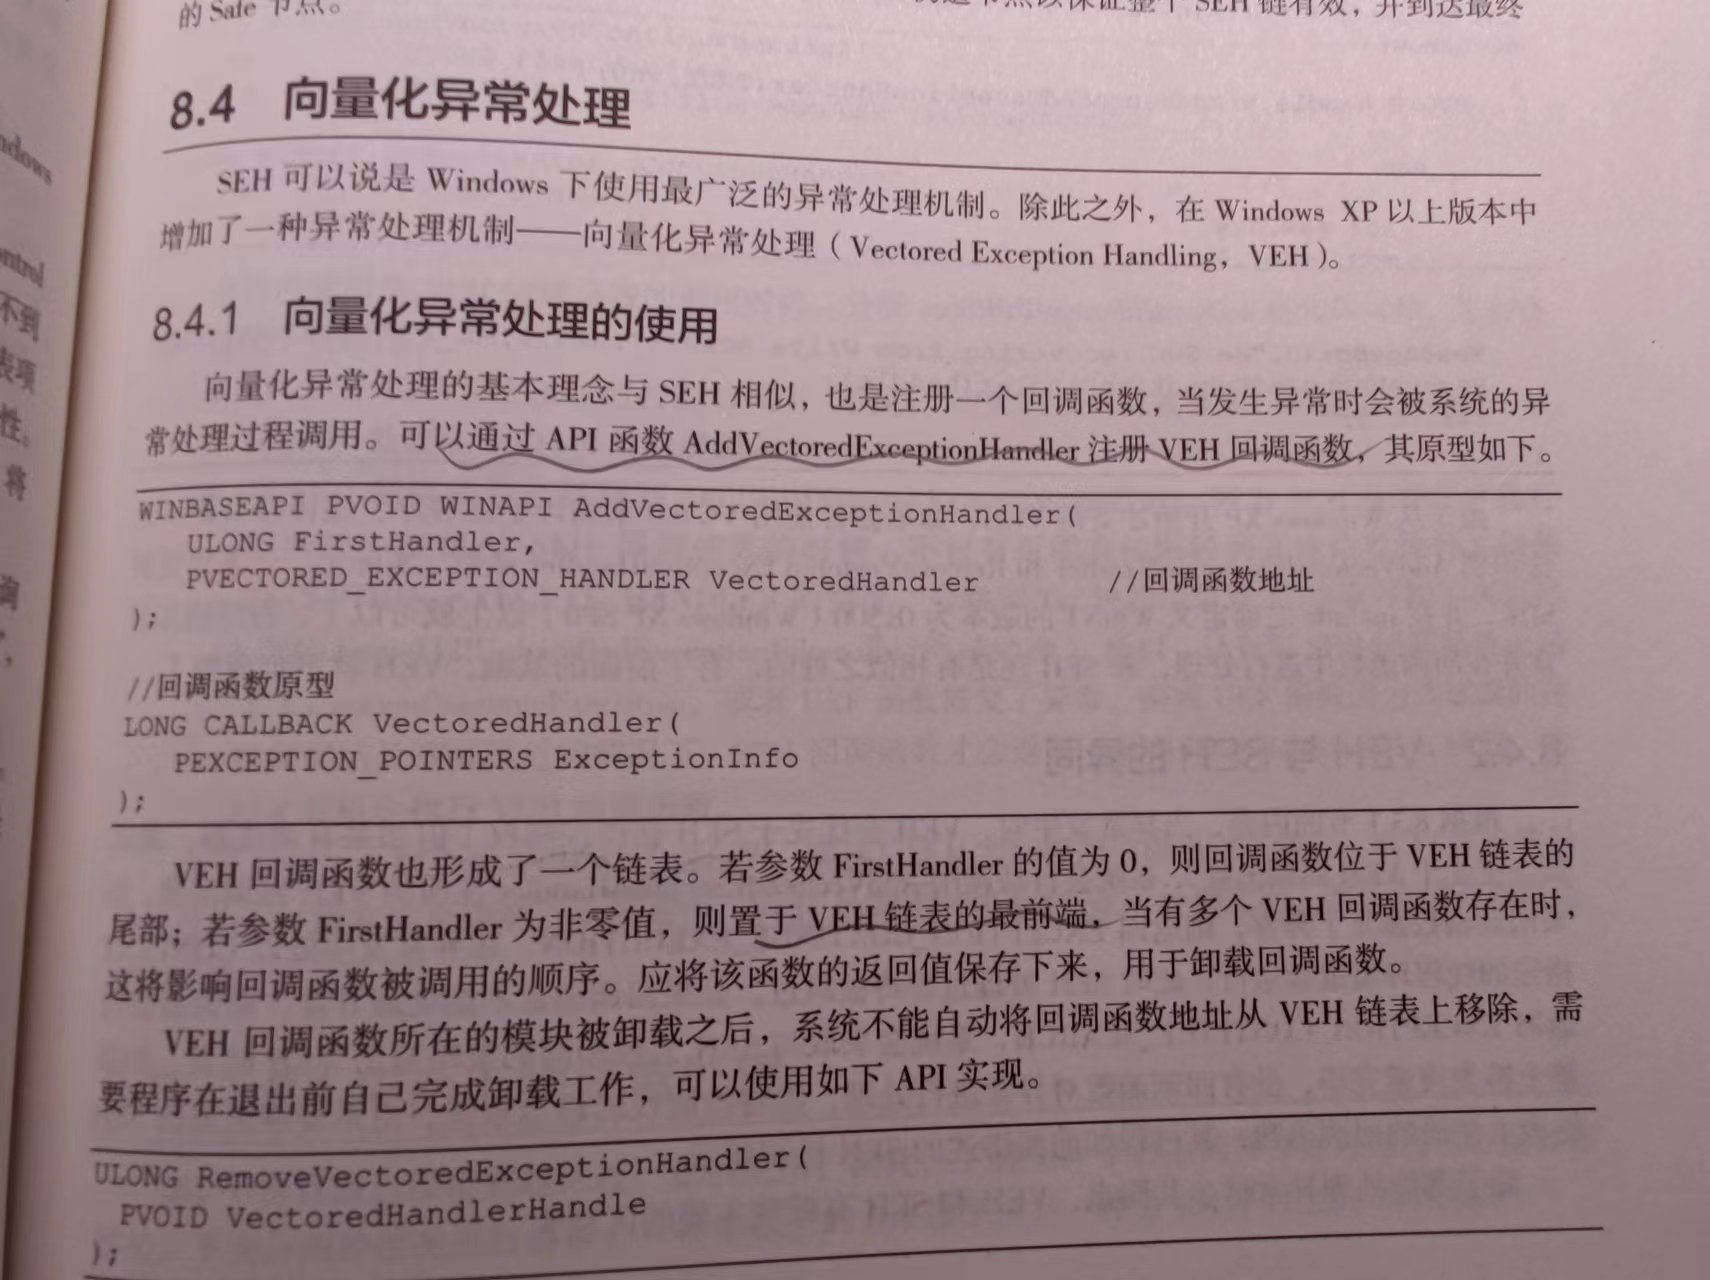 的 Safe 节点。
SEH 链有效，并到达最终
8.4 向量化异常处理
SEH 可以说是 Windows 下使用最广泛的异常处理机制。除此之外，在 Windows XP 以上版本中
增加了一种异常处理机制——向量化异常处理（Vectored Exception Handling，VEH）。
8.4.1 向量化异常处理的使用
向量化异常处理的基本理念与 SEH 相似，也是注册一个回调函数，当发生异常时会被系统的异
常处理过程调用。可以通过 API 函数 AddVectoredExceptionHandler 注册 VEH 回调函数，其原型如下。
WINBASEAPI PVOID WINAPI AddVectoredExceptionHandler(
ULONG FirstHandler,
PVECTORED_EXCEPTION_HANDLER VectoredHandler //回调函数地址
);
//回调函数原型
LONG CALLBACK VectoredHandler(
PEXCEPTION_POINTERS ExceptionInfo
);
VEH 回调函数也形成了一个链表。若参数 FirstHandler 的值为 0，则回调函数位于 VEH 链表的
尾部；若参数 FirstHandler 为非零值，则置于 VEH 链表的最前端，当有多个 VEH 回调函数存在时，
这将影响回调函数被调用的顺序。应将该函数的返回值保存下来，用于卸载回调函数。
VEH 回调函数所在的模块被卸载之后，系统不能自动将回调函数地址从 VEH 链表上移除，需
要程序在退出前自己完成卸载工作，可以使用如下 API 实现。
ULONG RemoveVectoredExceptionHandler(
PVOID VectoredHandlerHandle
);